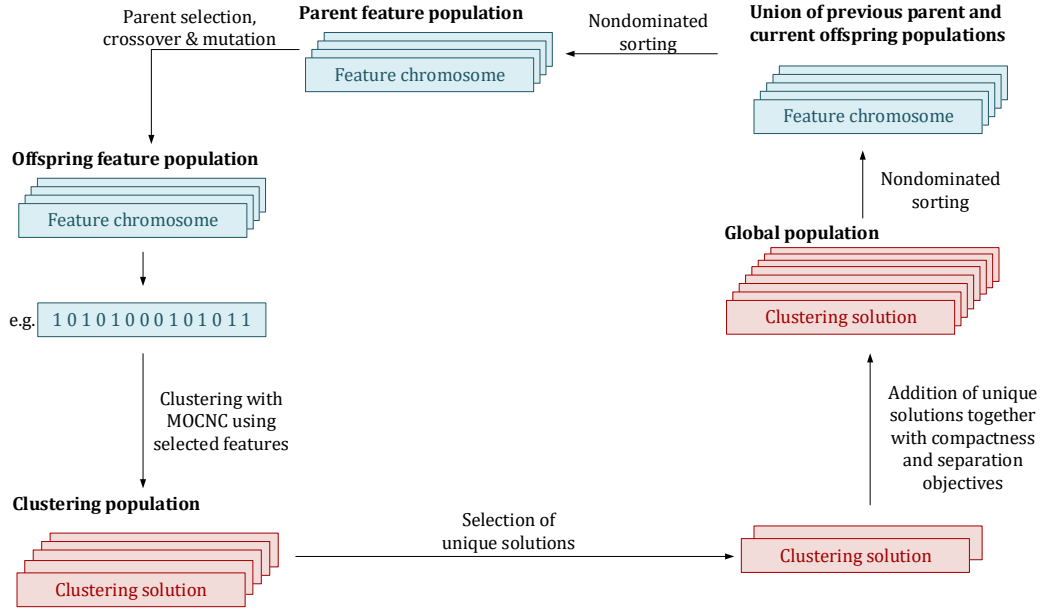 Parent selection,
crossover & mutation
Parent feature population
Feature chromosome
Nondominated
sorting
Union of previous parent and
current offspring populations
Feature chromosome
Offspring feature population
Feature chromosome
e.g. 1 0 1 0 1 0 0 0 1 0 1 0 1 1
Clustering with
MOCNC using
selected features
Clustering population
Clustering solution
Selection of
unique solutions
Clustering solution
Addition of unique
solutions together
with compactness
and separation
objectives
Global population
Clustering solution
Nondominated
sorting